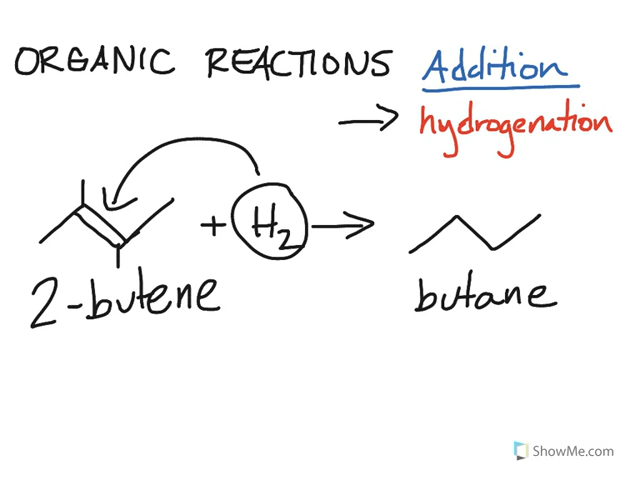 ORGANIC REACTIONS Addition
→ hydrogenation
+ H₂ →
2-butene butane
ShowMe.com